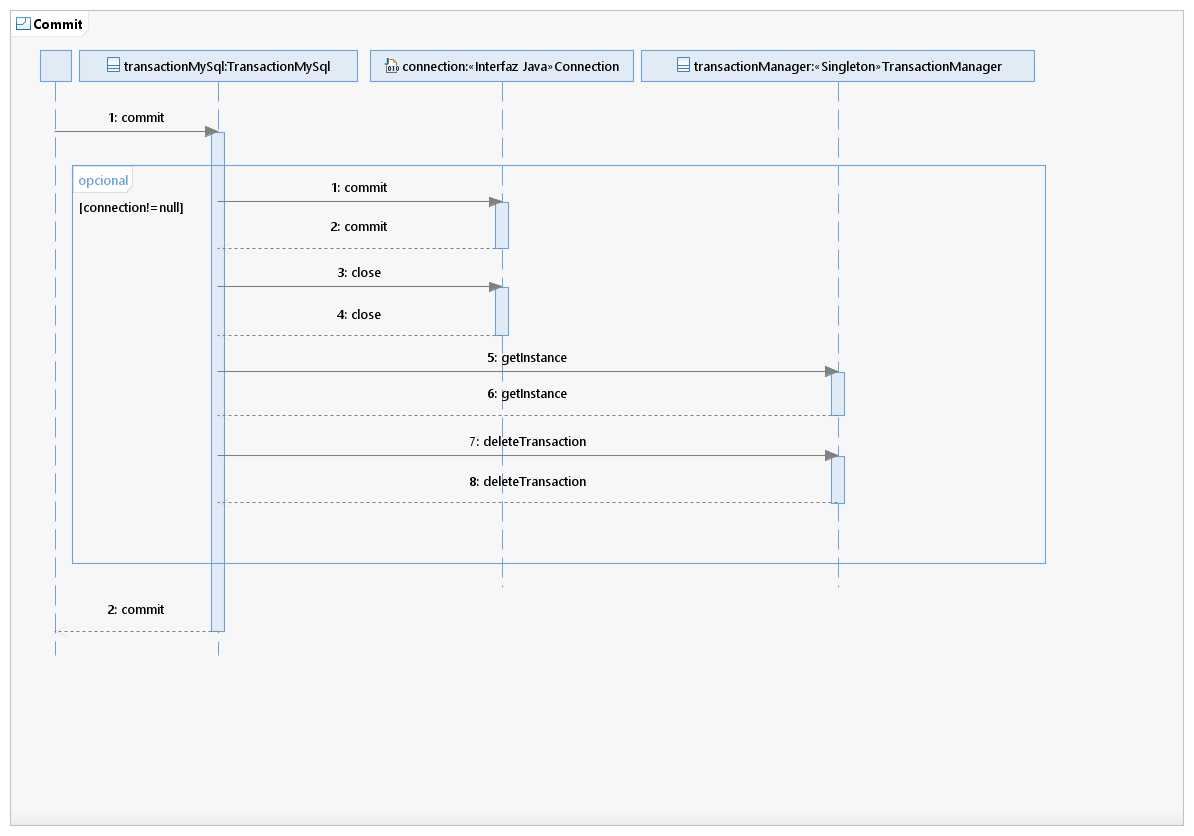 Commit
transactionMySql:TransactionMySql
connection:«Interfaz Java»Connection
transactionManager:«Singleton»TransactionManager
1: commit
opcional
[connection!=null]
1: commit
2: commit
3: close
4: close
5: getInstance
6: getInstance
7: deleteTransaction
8: deleteTransaction
2: commit